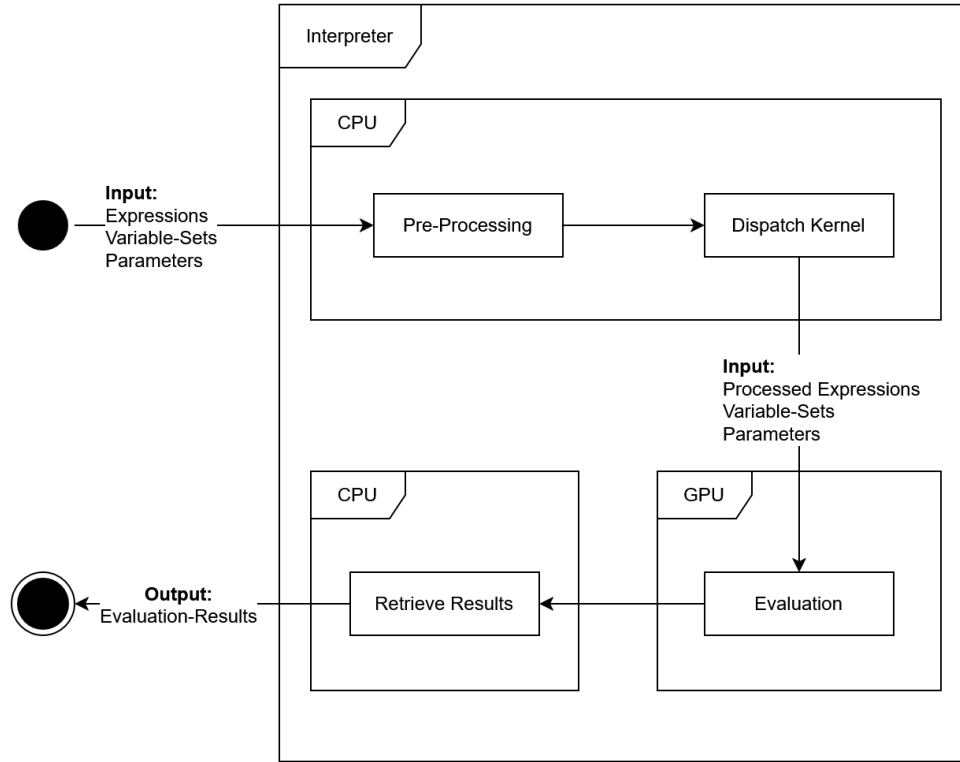 Interpreter
CPU
Input:
Expressions
Variable-Sets
Parameters
Pre-Processing
Dispatch Kernel
Input:
Processed Expressions
Variable-Sets
Parameters
CPU
GPU
Output:
Evaluation-Results
Retrieve Results
Evaluation